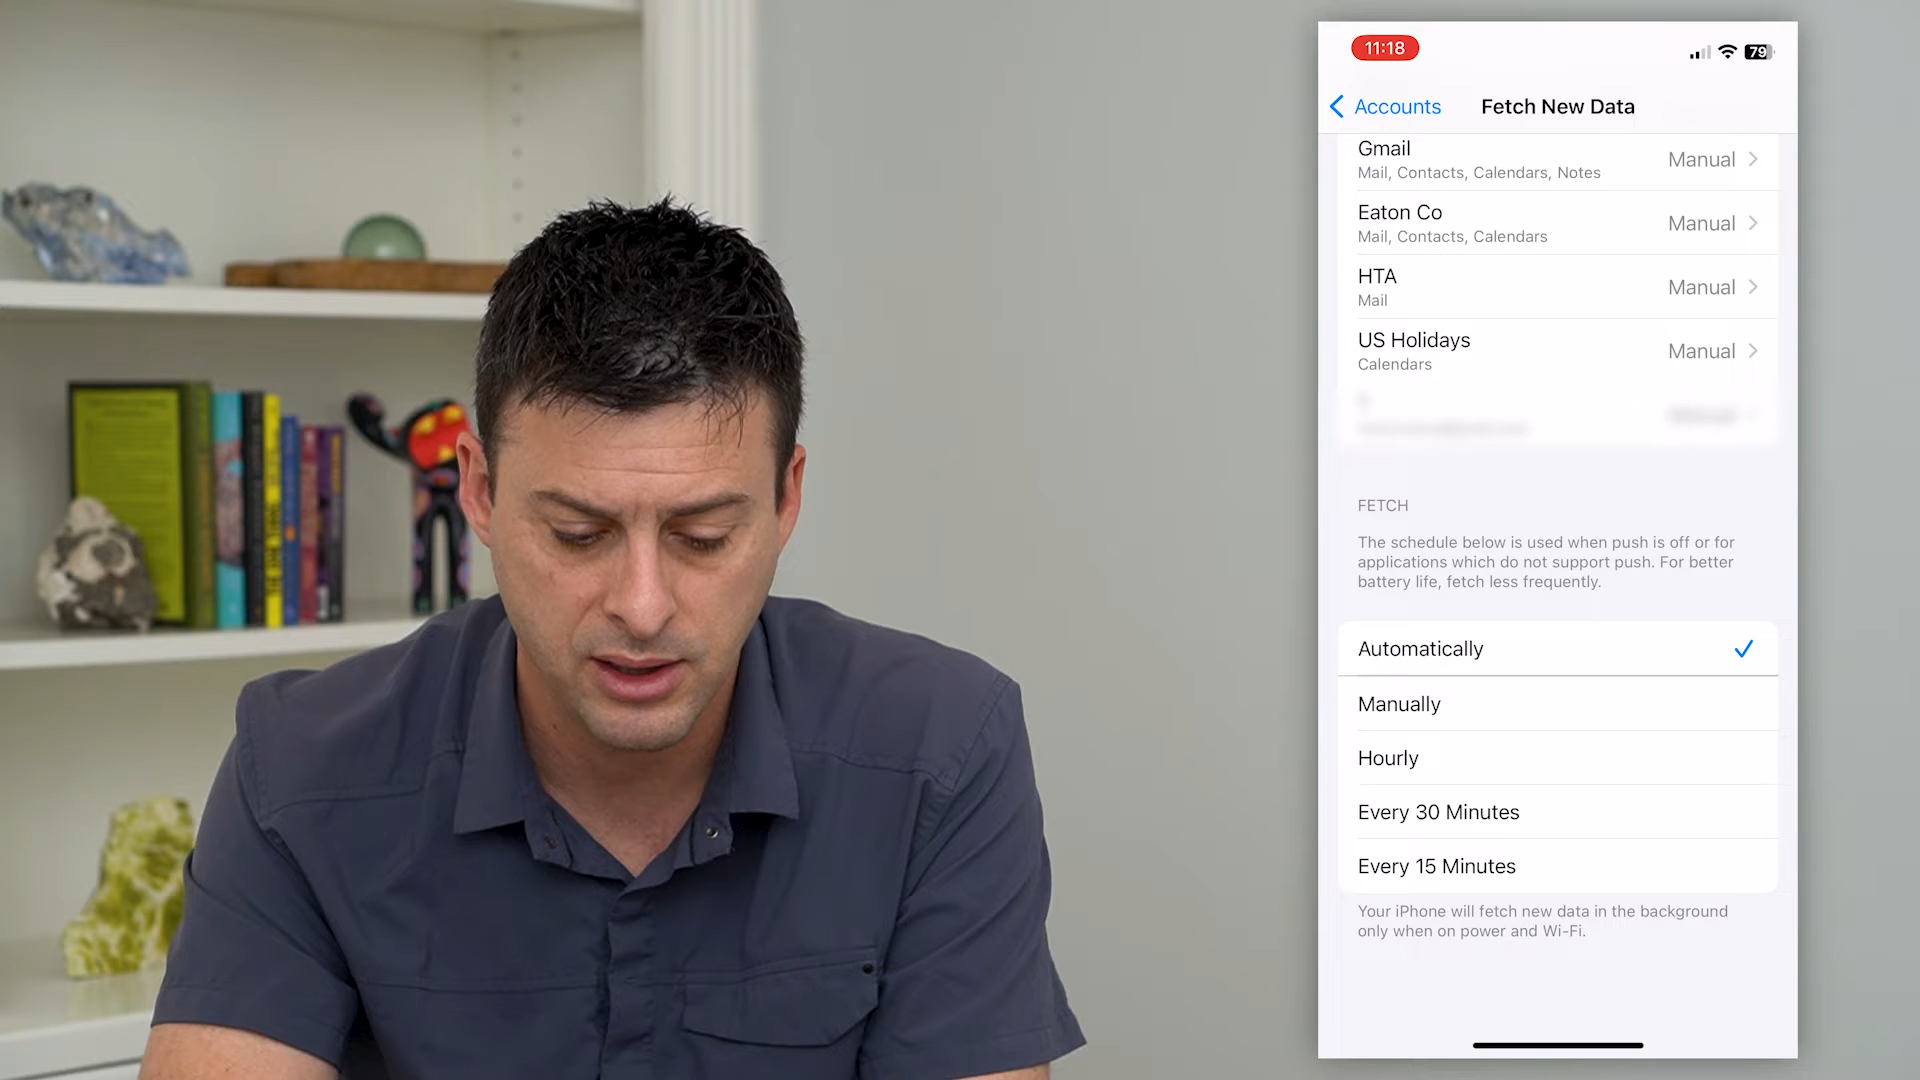 11:18
79
Accounts
Fetch New Data
Gmail
Manual
Mail, Contacts, Calendars, Notes
Eaton Co
Manual
Mail, Contacts, Calendars
HTA
Manual
Mail
US Holidays
Manual
Calendars
FETCH
The schedule below is used when push is off or for
applications which do not support push. For better
battery life, fetch less frequently.
Automatically
Manually
Hourly
Every 30 Minutes
Every 15 Minutes
Your iPhone will fetch new data in the background
only when on power and Wi-Fi.